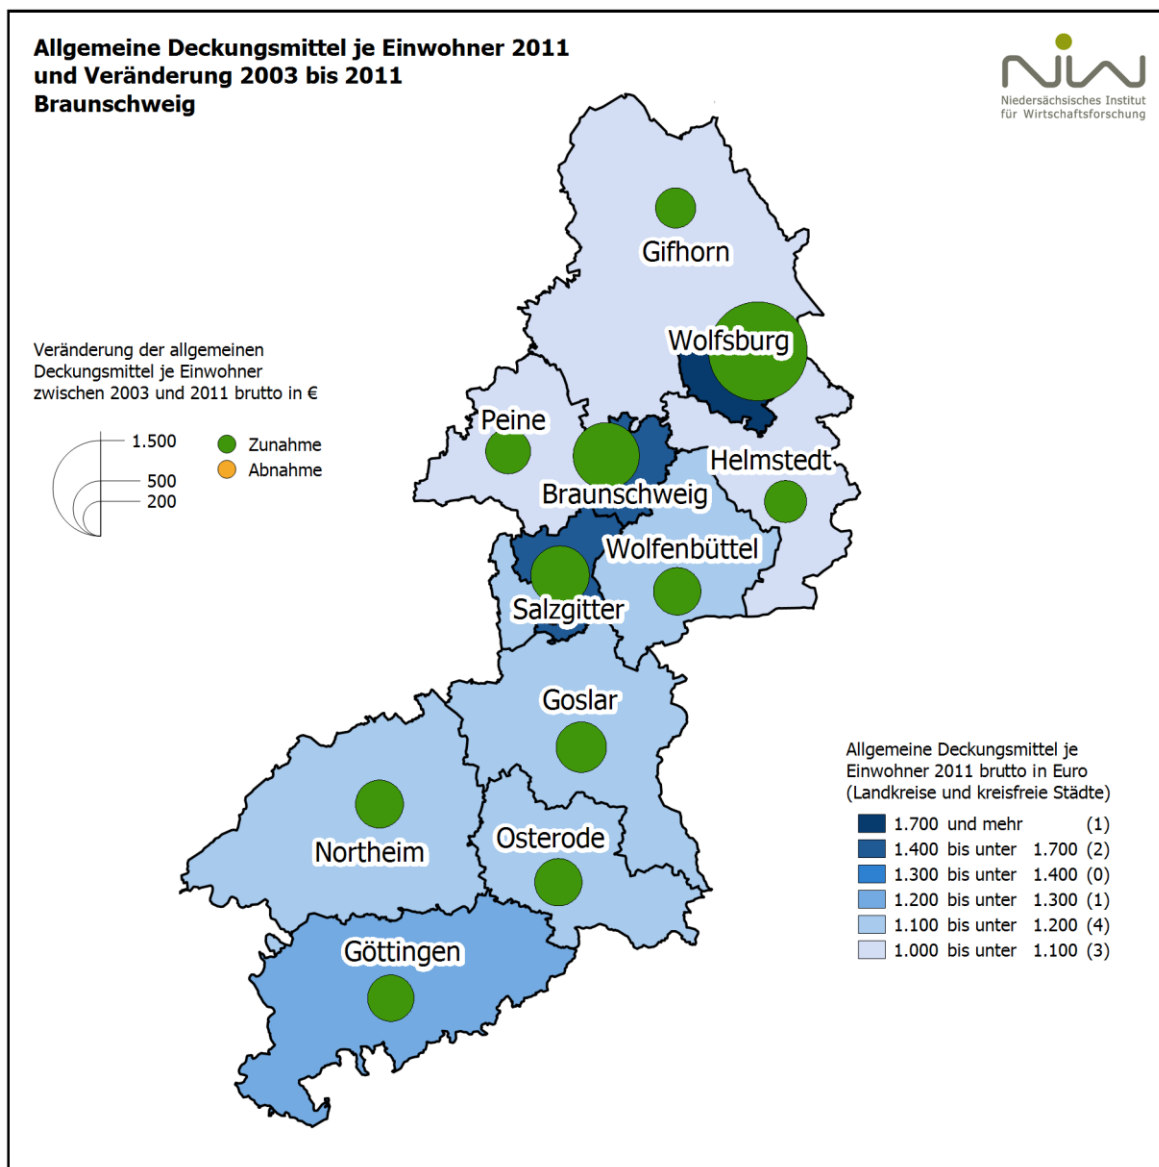 Allgemeine Deckungsmittel je Einwohner 2011
und Veränderung 2003 bis 2011
Braunschweig
NIW
Niedersächsisches Institut
für Wirtschaftsforschung
Gifhorn
Wolfsburg
Veränderung der allgemeinen
Deckungsmittel je Einwohner
zwischen 2003 und 2011 brutto in €
1.500
500
200
Zunahme
Abnahme
Peine
Helmstedt
Braunschweig
Wolfenbüttel
Salzgitter
Goslar
Northeim
Osterode
Göttingen
Allgemeine Deckungsmittel je
Einwohner 2011 brutto in Euro
(Landkreise und kreisfreie Städte)
1.700 und mehr (1)
1.400 bis unter 1.700 (2)
1.300 bis unter 1.400 (0)
1.200 bis unter 1.300 (1)
1.100 bis unter 1.200 (4)
1.000 bis unter 1.100 (3)